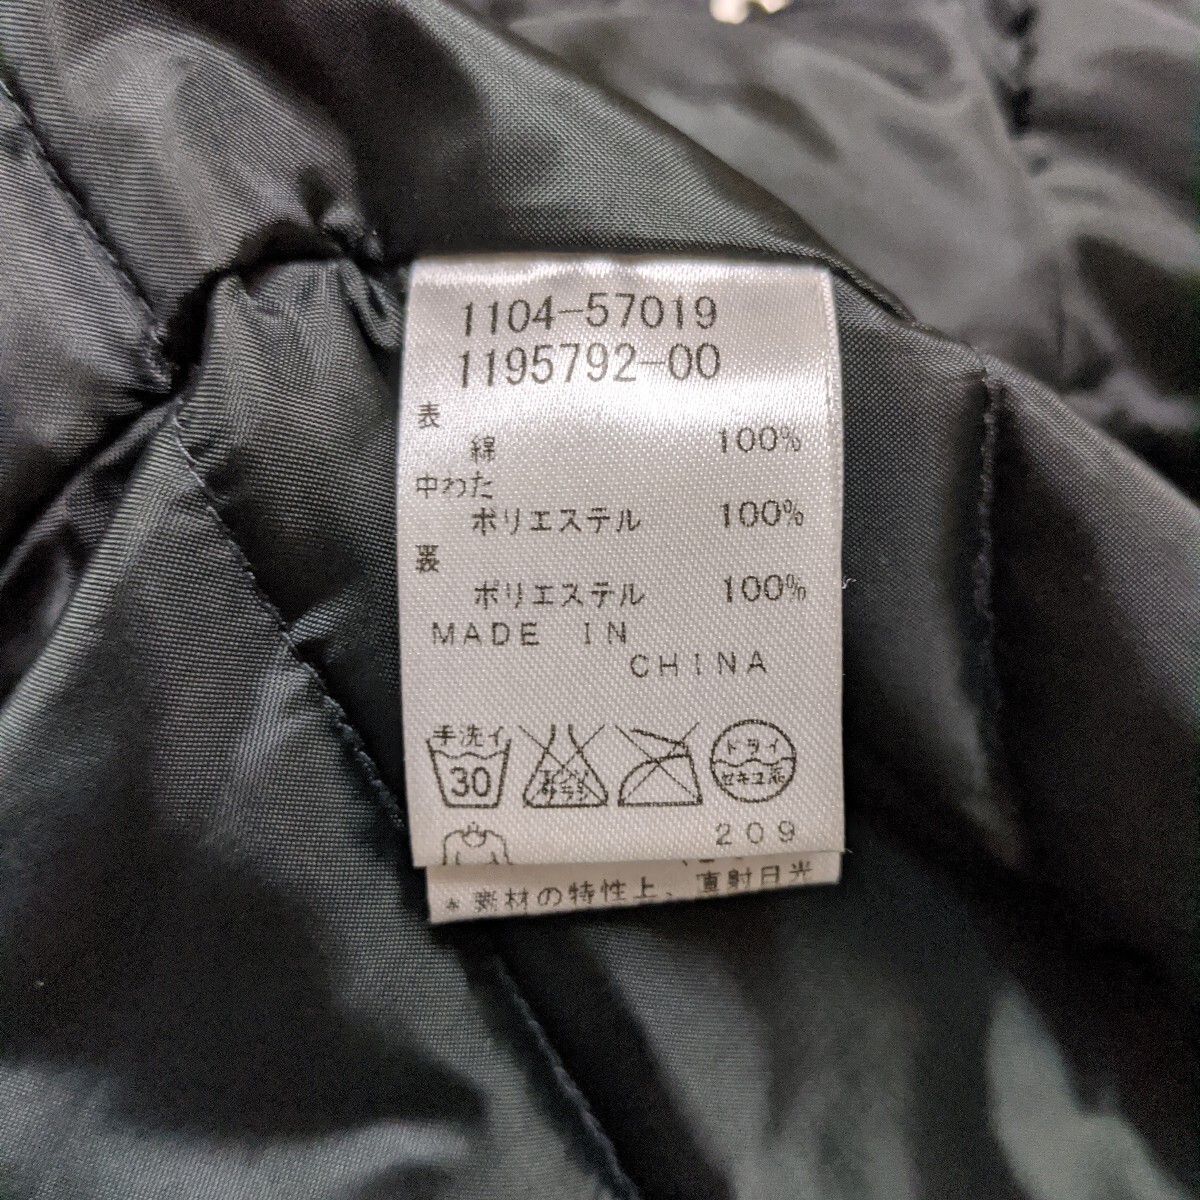 1104-57019
1195792-00
表
綿 100%
中わた
ポリエステル 100%
裏
ポリエステル 100%
MADE IN
CHINA
手洗イ
30
ドライ
セキユ系
209
*素材の特性上、直射日光